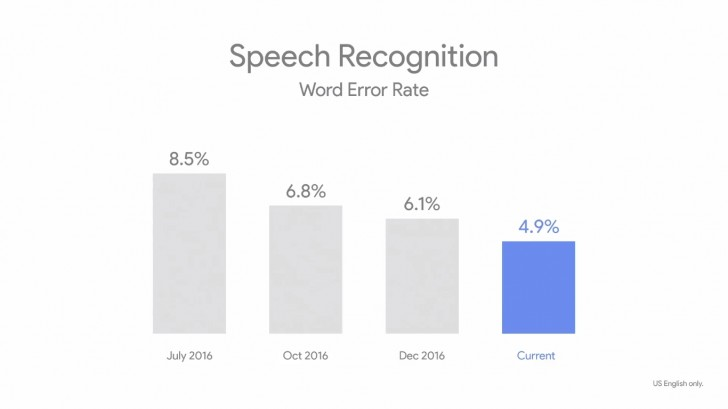 Speech Recognition
Word Error Rate
8.5%
6.8%
6.1%
4.9%
July 2016
Oct 2016
Dec 2016
Current
US English only.